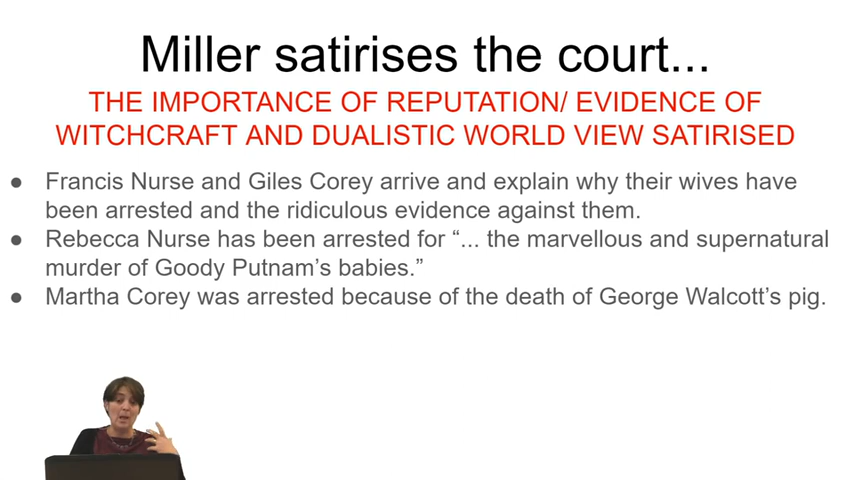 Miller satirises the court...
THE IMPORTANCE OF REPUTATION/ EVIDENCE OF
WITCHCRAFT AND DUALISTIC WORLD VIEW SATIRISED
● Francis Nurse and Giles Corey arrive and explain why their wives have
been arrested and the ridiculous evidence against them.
● Rebecca Nurse has been arrested for “... the marvellous and supernatural
murder of Goody Putnam’s babies.”
● Martha Corey was arrested because of the death of George Walcott’s pig.